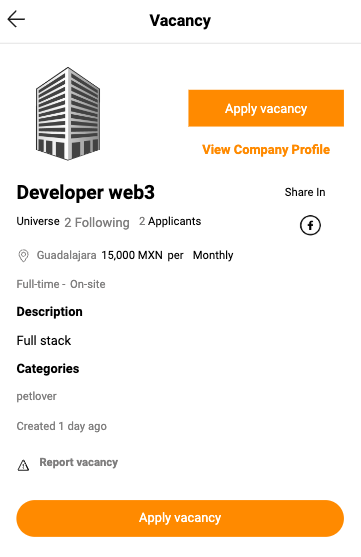 Vacancy
Apply vacancy
View Company Profile
Developer web3
Share In
Universe 2 Following 2 Applicants
Guadalajara 15,000 MXN per Monthly
Full-time - On-site
Description
Full stack
Categories
petlover
Created 1 day ago
Report vacancy
Apply vacancy